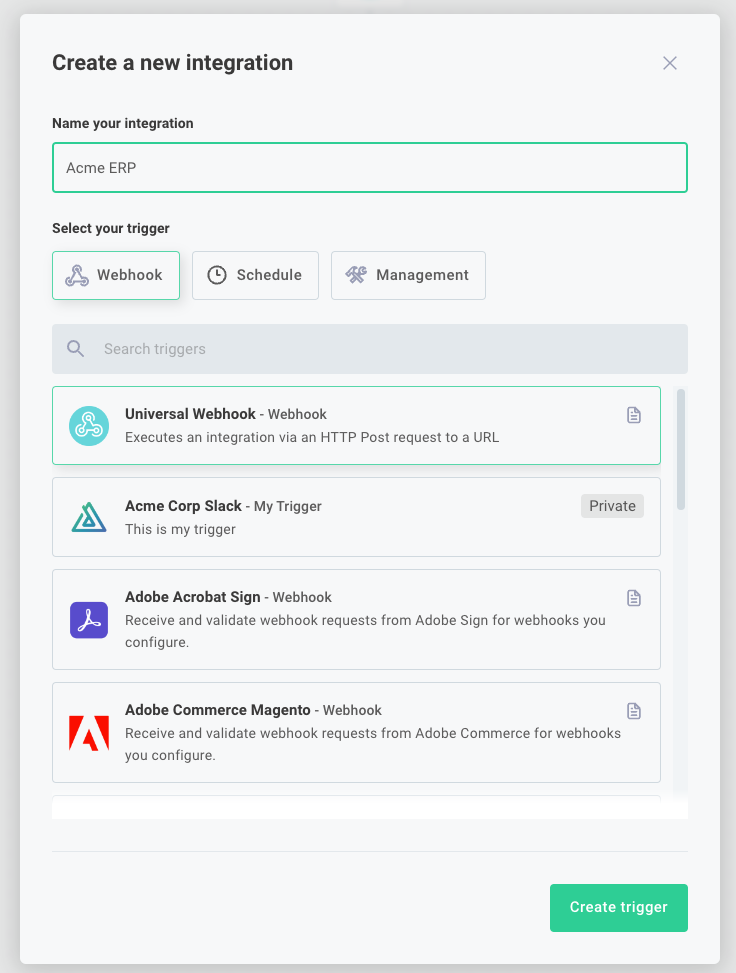 Create a new integration
Name your integration
Acme ERP
Select your trigger
Webhook
Schedule
Management
Search triggers
Universal Webhook - Webhook
Executes an integration via an HTTP Post request to a URL
Acme Corp Slack - My Trigger
Private
This is my trigger
Adobe Acrobat Sign - Webhook
Receive and validate webhook requests from Adobe Sign for webhooks you
configure.
Adobe Commerce Magento - Webhook
Receive and validate webhook requests from Adobe Commerce for webhooks
you configure.
Create trigger